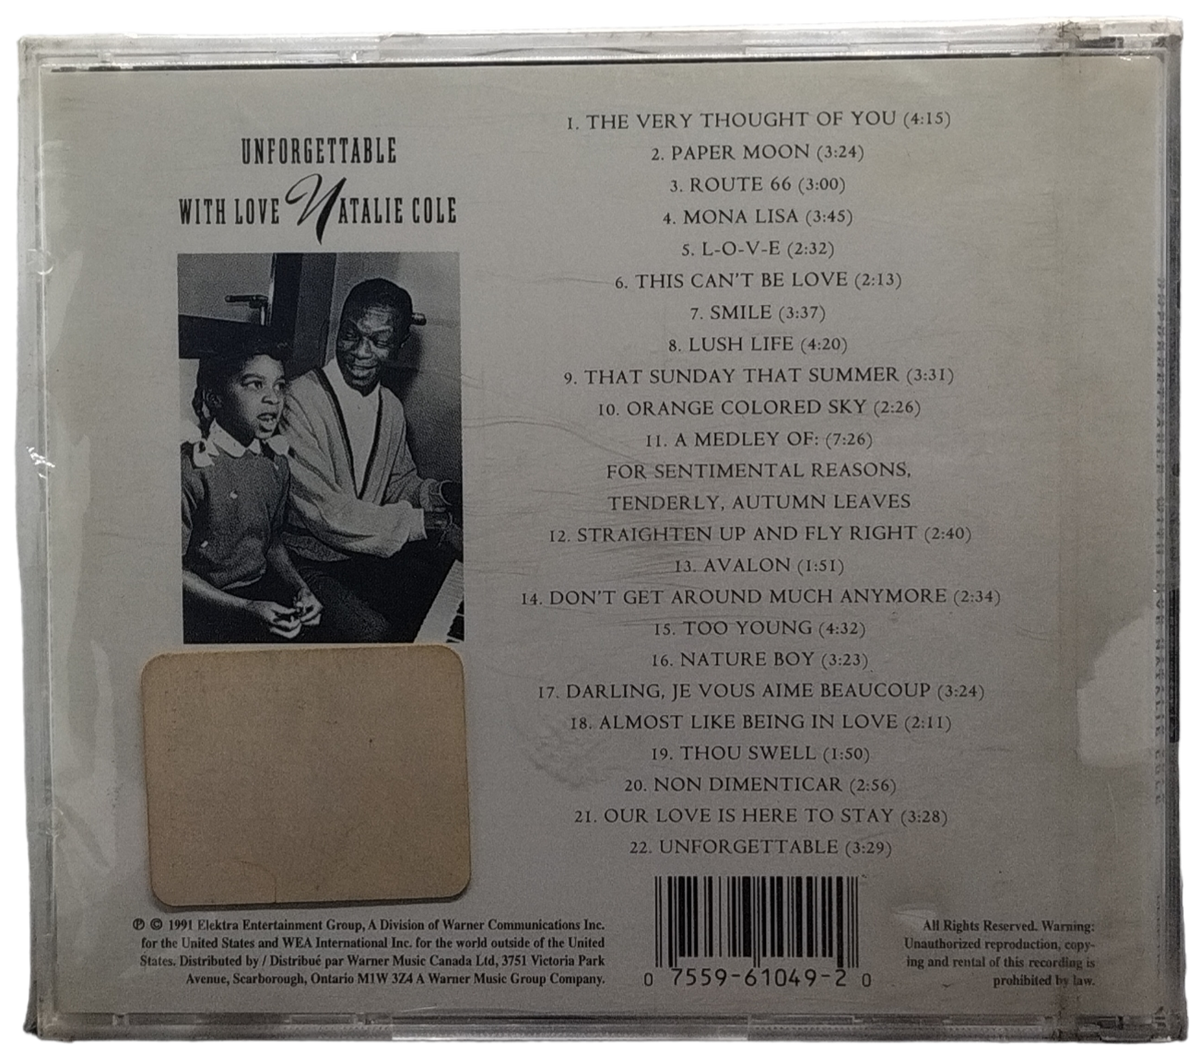 UNFORGETTABLE
WITH LOVE NATALIE COLE
1. THE VERY THOUGHT OF YOU (4:15)
2. PAPER MOON (3:24)
3. ROUTE 66 (3:00)
4. MONA LISA (3:45)
5. L-O-V-E (2:32)
6. THIS CAN'T BE LOVE (2:13)
7. SMILE (3:37)
8. LUSH LIFE (4:20)
9. THAT SUNDAY THAT SUMMER (3:31)
10. ORANGE COLORED SKY (2:26)
11. A MEDLEY OF: (7:26)
FOR SENTIMENTAL REASONS,
TENDERLY, AUTUMN LEAVES
12. STRAIGHTEN UP AND FLY RIGHT (2:40)
13. AVALON (1:51)
14. DON'T GET AROUND MUCH ANYMORE (2:34)
15. TOO YOUNG (4:32)
16. NATURE BOY (3:23)
17. DARLING, JE VOUS AIME BEAUCOUP (3:24)
18. ALMOST LIKE BEING IN LOVE (2:11)
19. THOU SWELL (1:50)
20. NON DIMENTICAR (2:56)
21. OUR LOVE IS HERE TO STAY (3:28)
22. UNFORGETTABLE (3:29)
℗ © 1991 Elektra Entertainment Group, A Division of Warner Communications Inc.
for the United States and WEA International Inc. for the world outside of the United
States. Distributed by / Distribué par Warner Music Canada Ltd, 3751 Victoria Park
Avenue, Scarborough, Ontario M1W 3Z4 A Warner Music Group Company.
0 7559-61049-2 0
All Rights Reserved. Warning:
Unauthorized reproduction, copy-
ing and rental of this recording is
prohibited by law.